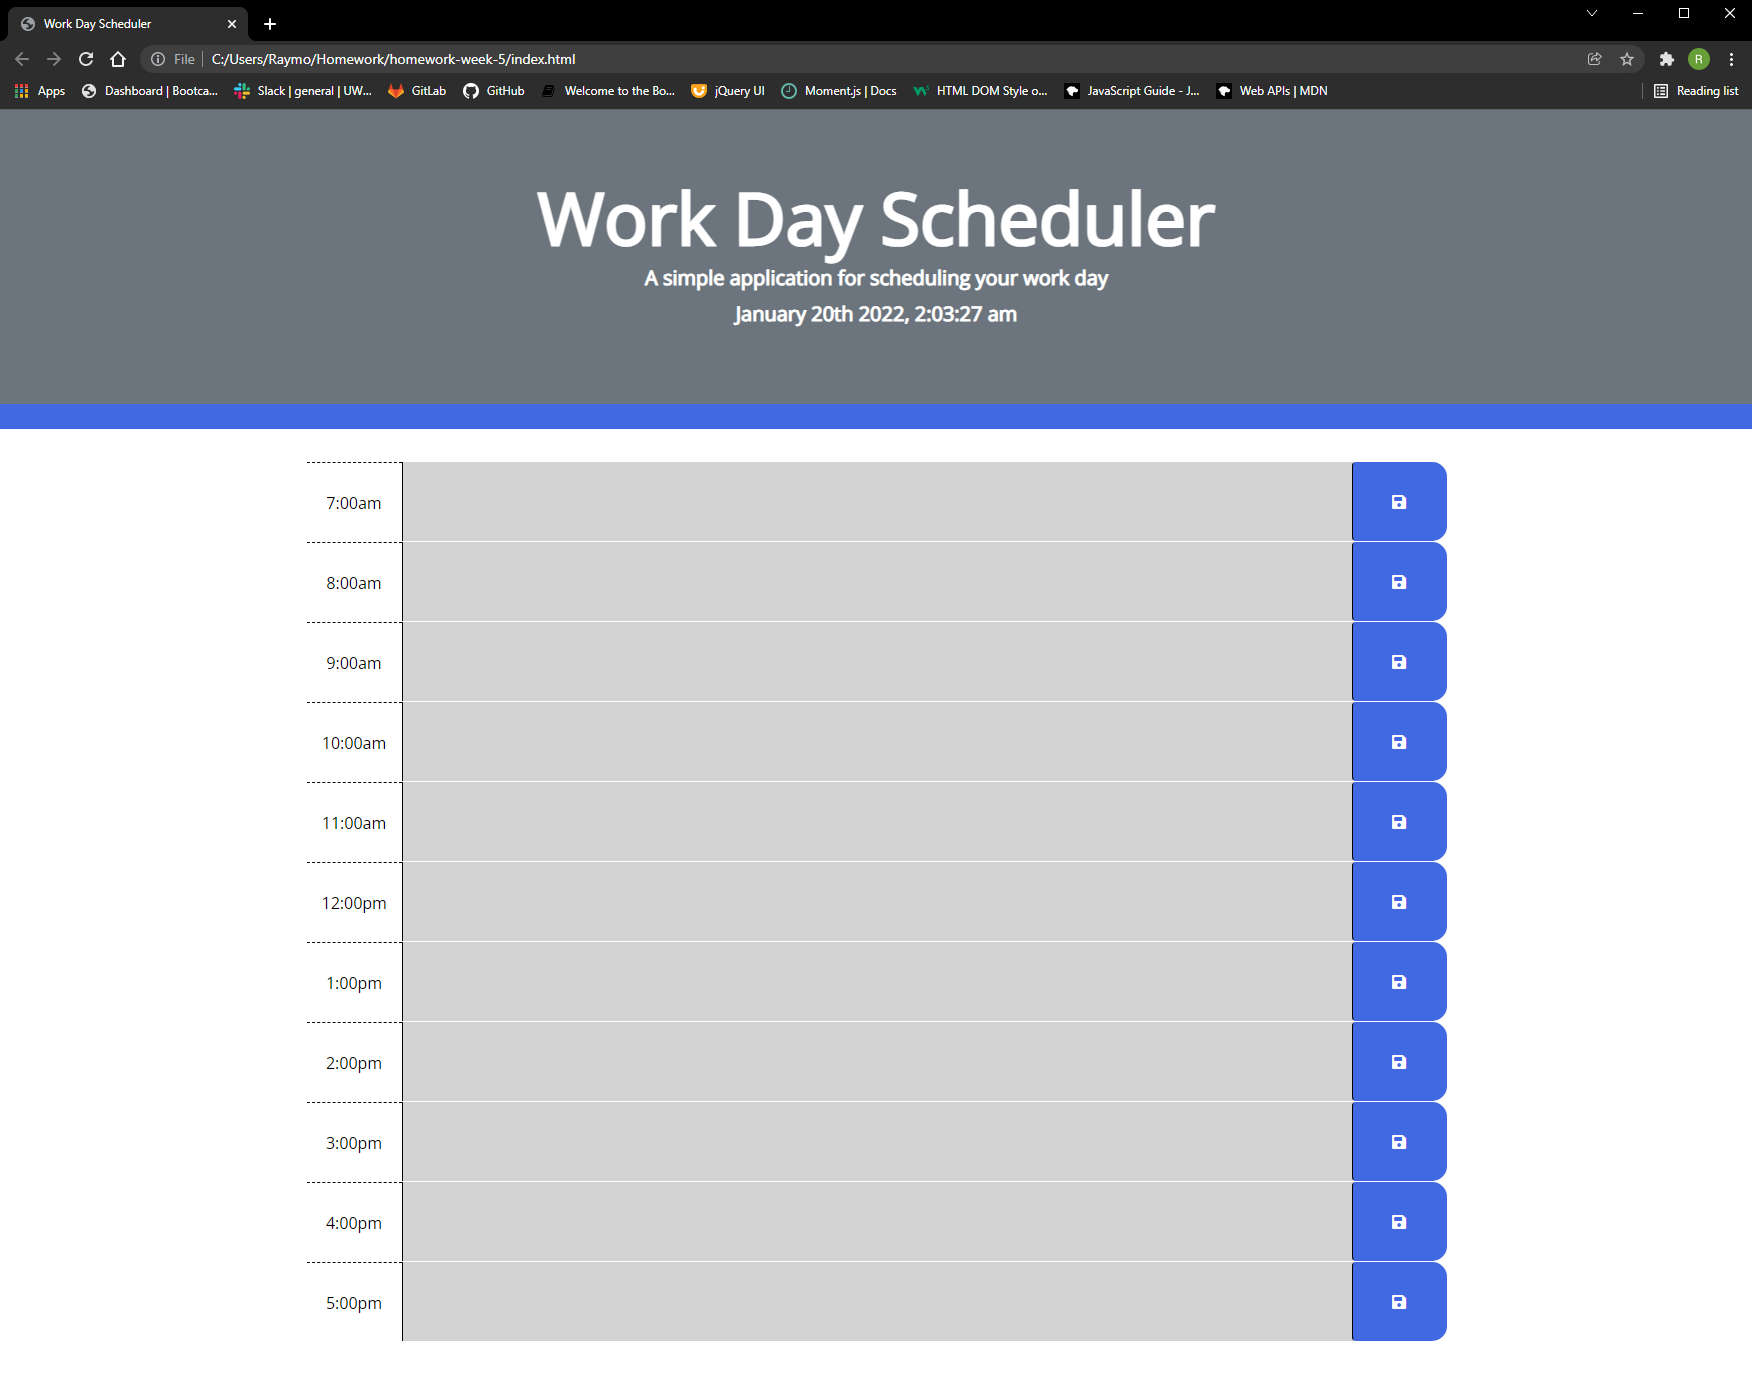 Work Day Scheduler
File C:/Users/Raymo/Homework/homework-week-5/index.html
R
Apps Dashboard | Bootca... Slack | general | UW... GitLab GitHub Welcome to the Bo... jQuery UI Moment.js | Docs HTML DOM Style o... JavaScript Guide - J... Web APIs | MDN Reading list
Work Day Scheduler
A simple application for scheduling your work day
January 20th 2022, 2:03:27 am
7:00am
8:00am
9:00am
10:00am
11:00am
12:00pm
1:00pm
2:00pm
3:00pm
4:00pm
5:00pm